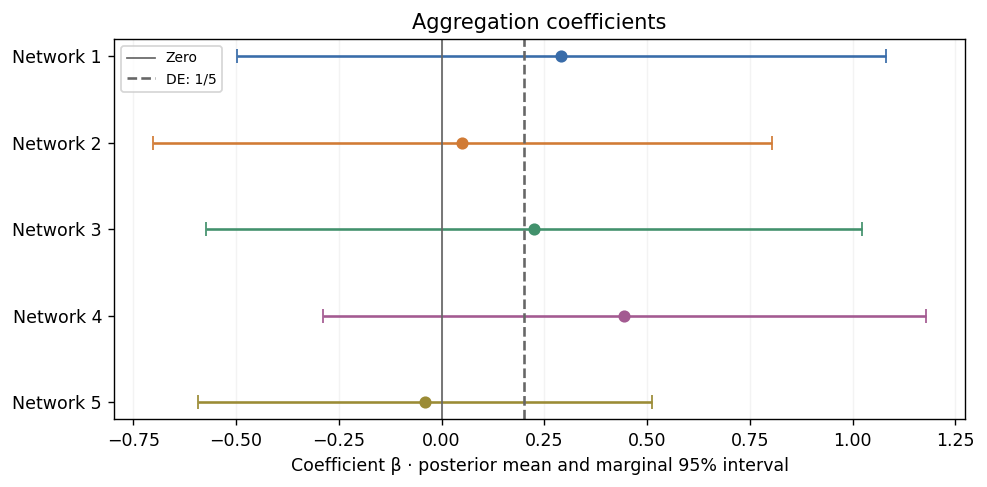 Aggregation coefficients
Zero
DE: 1/5
Network 1
Network 2
Network 3
Network 4
Network 5
−0.75 −0.50 −0.25 0.00 0.25 0.50 0.75 1.00 1.25
Coefficient β · posterior mean and marginal 95% interval